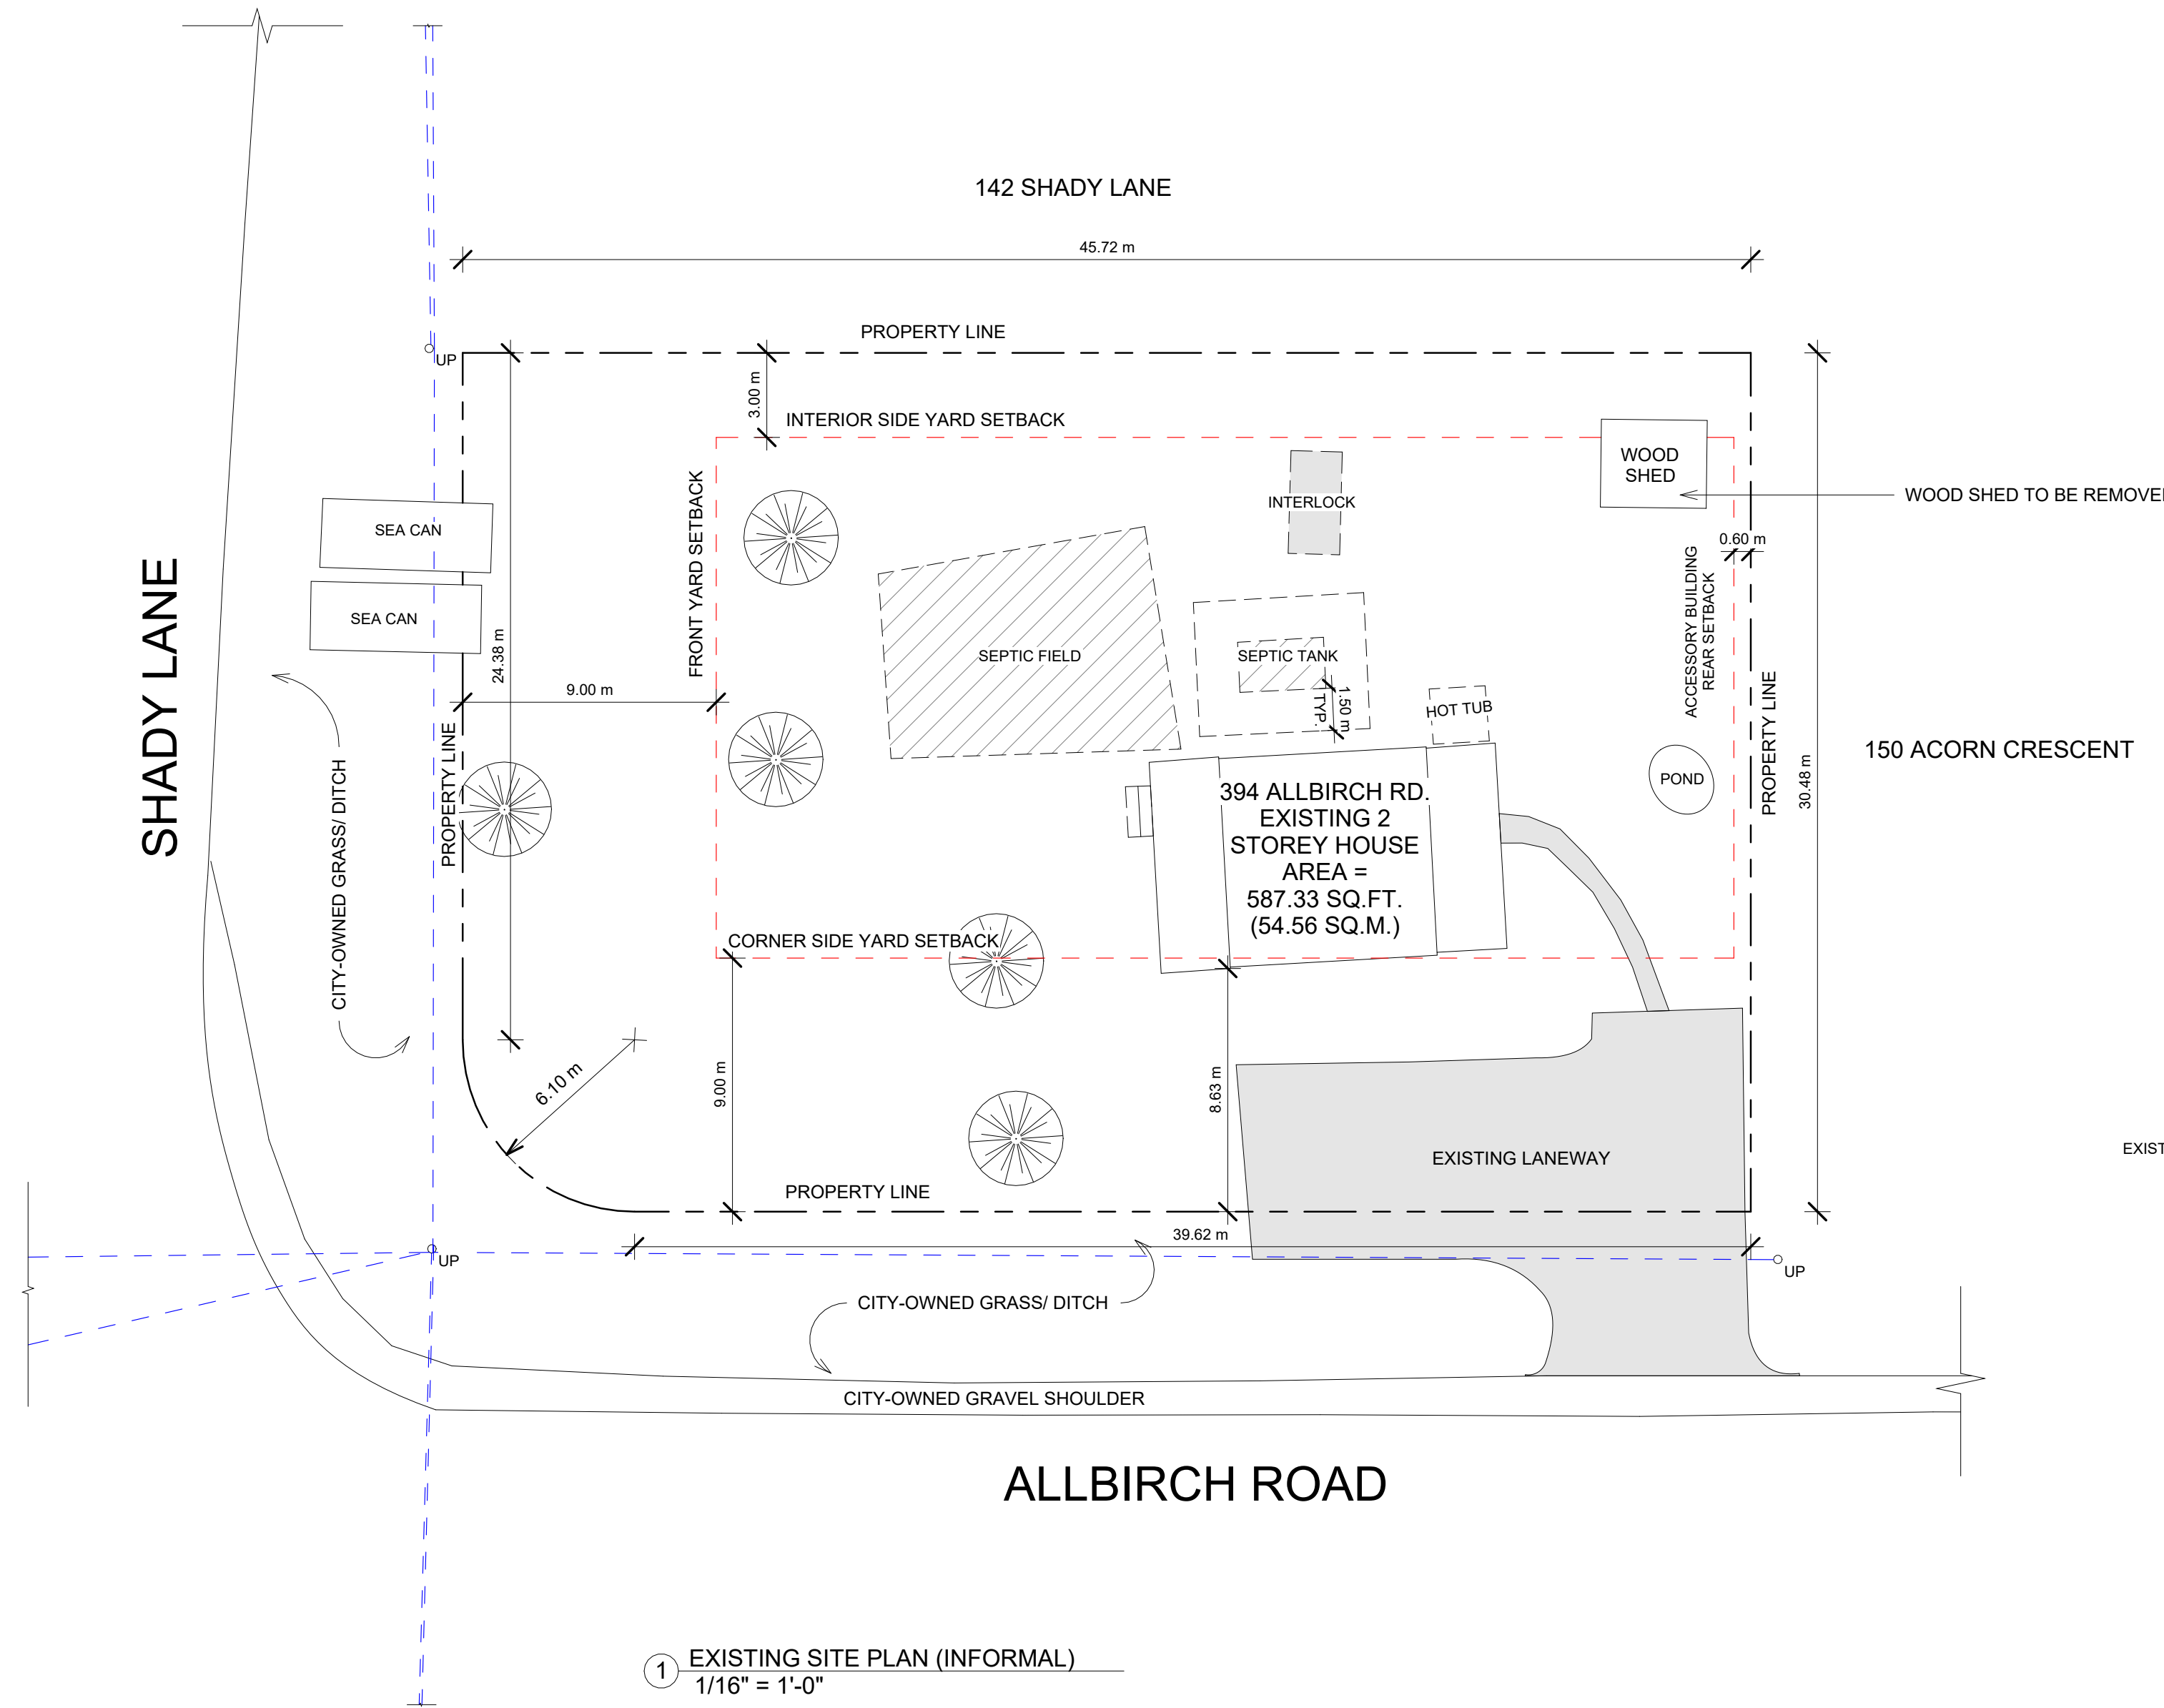 142 SHADY LANE
45.72 m
PROPERTY LINE
UP
3.00 m
INTERIOR SIDE YARD SETBACK
WOOD
SHED
WOOD SHED TO BE REMOVED
INTERLOCK
0.60 m
SEA CAN
SEA CAN
24.38 m
FRONT YARD SETBACK
9.00 m
SEPTIC FIELD
SEPTIC TANK
1.50 m
TYP.
HOT TUB
ACCESSORY BUILDING
REAR SETBACK
PROPERTY LINE
30.48 m
150 ACORN CRESCENT
POND
SHADY LANE
CITY-OWNED GRASS/ DITCH
PROPERTY LINE
394 ALLBIRCH RD.
EXISTING 2
STOREY HOUSE
AREA =
587.33 SQ.FT.
(54.56 SQ.M.)
CORNER SIDE YARD SETBACK
6.10 m
9.00 m
8.63 m
EXISTING LANEWAY
EXIST
PROPERTY LINE
39.62 m
UP
UP
CITY-OWNED GRASS/ DITCH
CITY-OWNED GRAVEL SHOULDER
ALLBIRCH ROAD
1 EXISTING SITE PLAN (INFORMAL)
1/16" = 1'-0"